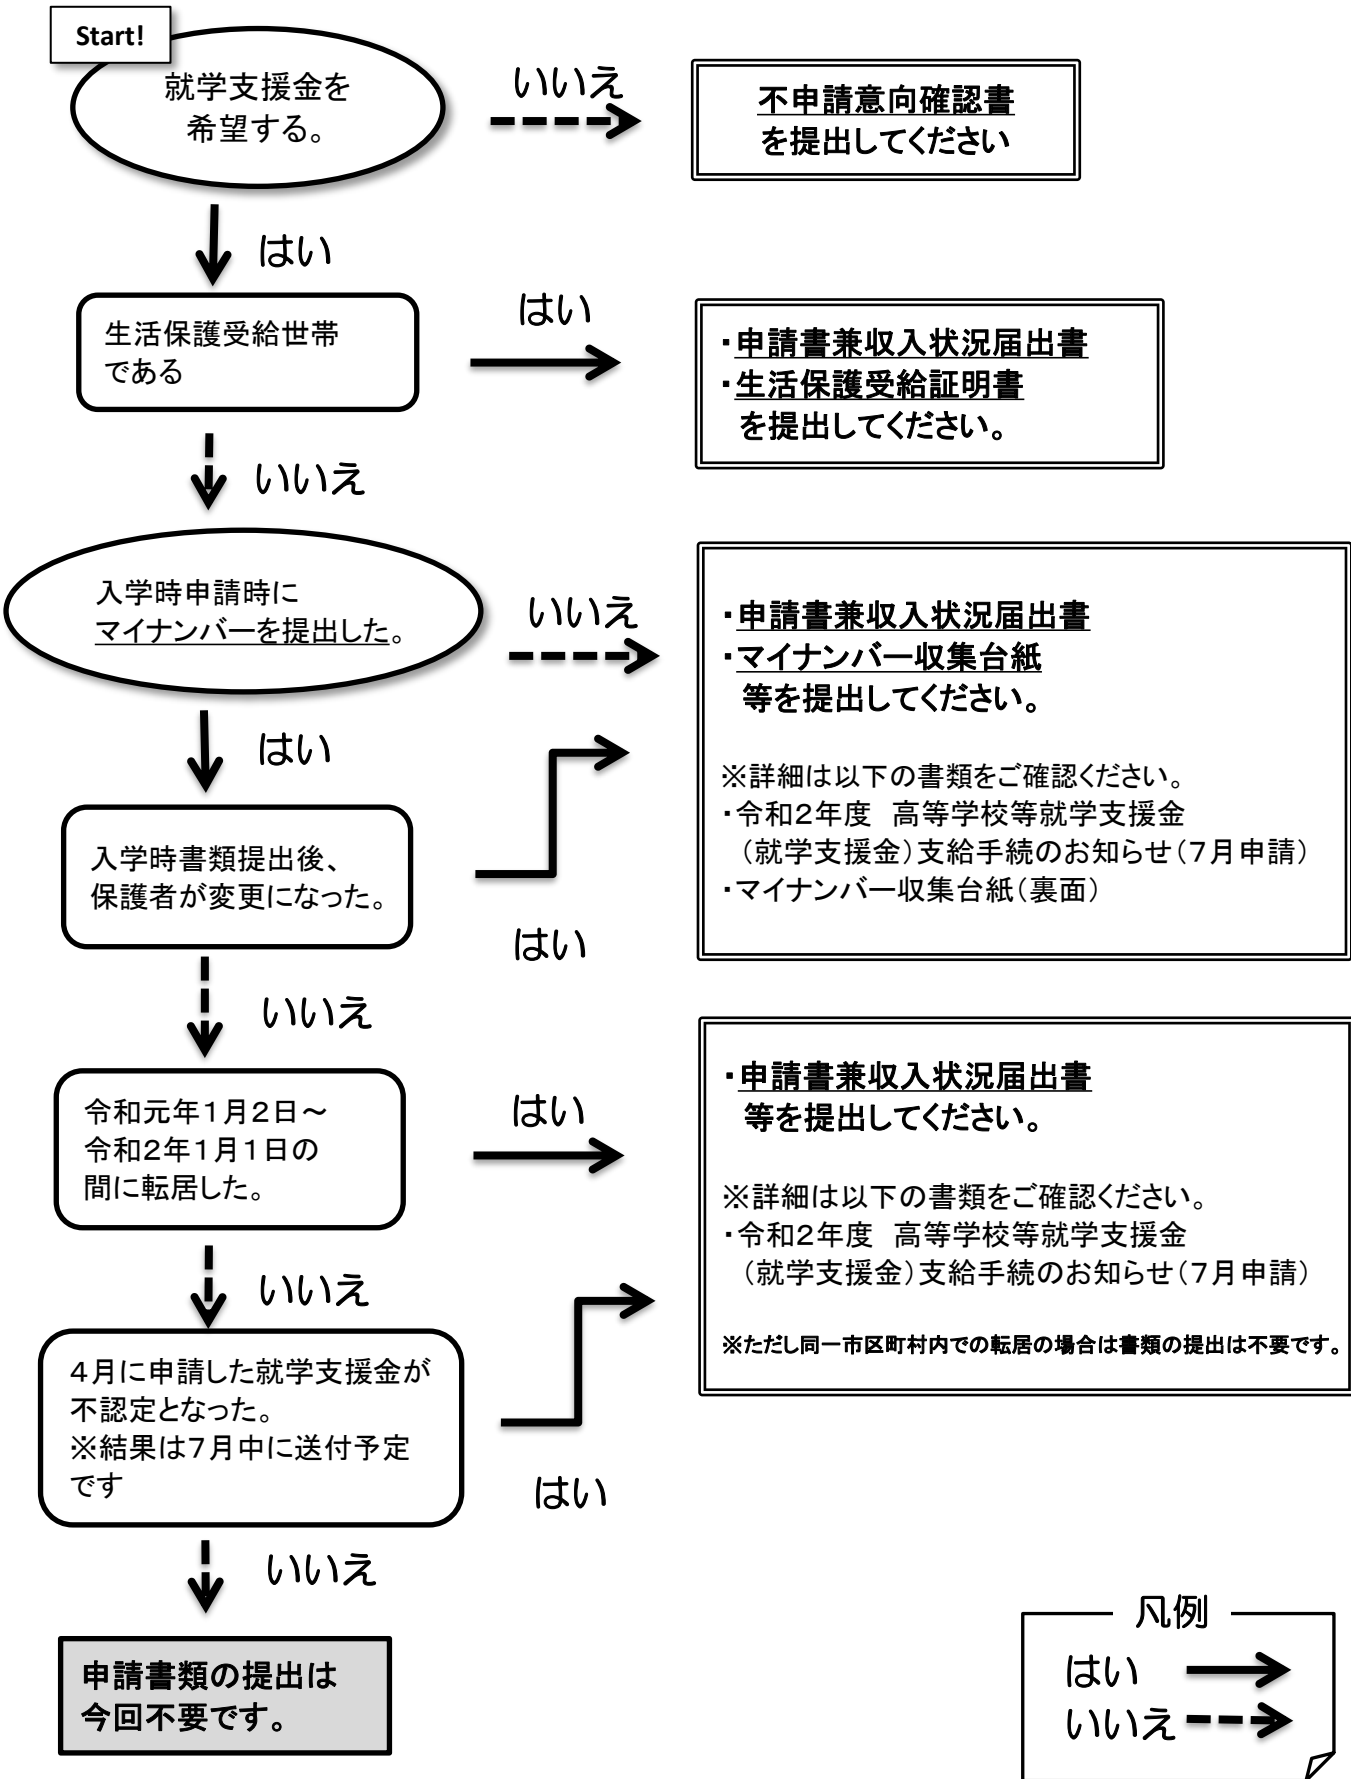 Start!
就学支援金を
希望する。
いいえ
不申請意向確認書
を提出してください
はい
生活保護受給世帯
である
はい
・申請書兼収入状況届出書
・生活保護受給証明書
を提出してください。
いいえ
入学時申請時に
マイナンバーを提出した。
いいえ
・申請書兼収入状況届出書
・マイナンバー収集台紙
等を提出してください。
※詳細は以下の書類をご確認ください。
・令和2年度　高等学校等就学支援金
（就学支援金）支給手続のお知らせ（7月申請）
・マイナンバー収集台紙（裏面）
はい
入学時書類提出後、
保護者が変更になった。
はい
いいえ
令和元年1月2日～
令和2年1月1日の
間に転居した。
はい
・申請書兼収入状況届出書
等を提出してください。
※詳細は以下の書類をご確認ください。
・令和2年度　高等学校等就学支援金
（就学支援金）支給手続のお知らせ（7月申請）
※ただし同一市区町村内での転居の場合は書類の提出は不要です。
いいえ
4月に申請した就学支援金が
不認定となった。
※結果は7月中に送付予定
です
はい
いいえ
申請書類の提出は
今回不要です。
凡例
はい
いいえ